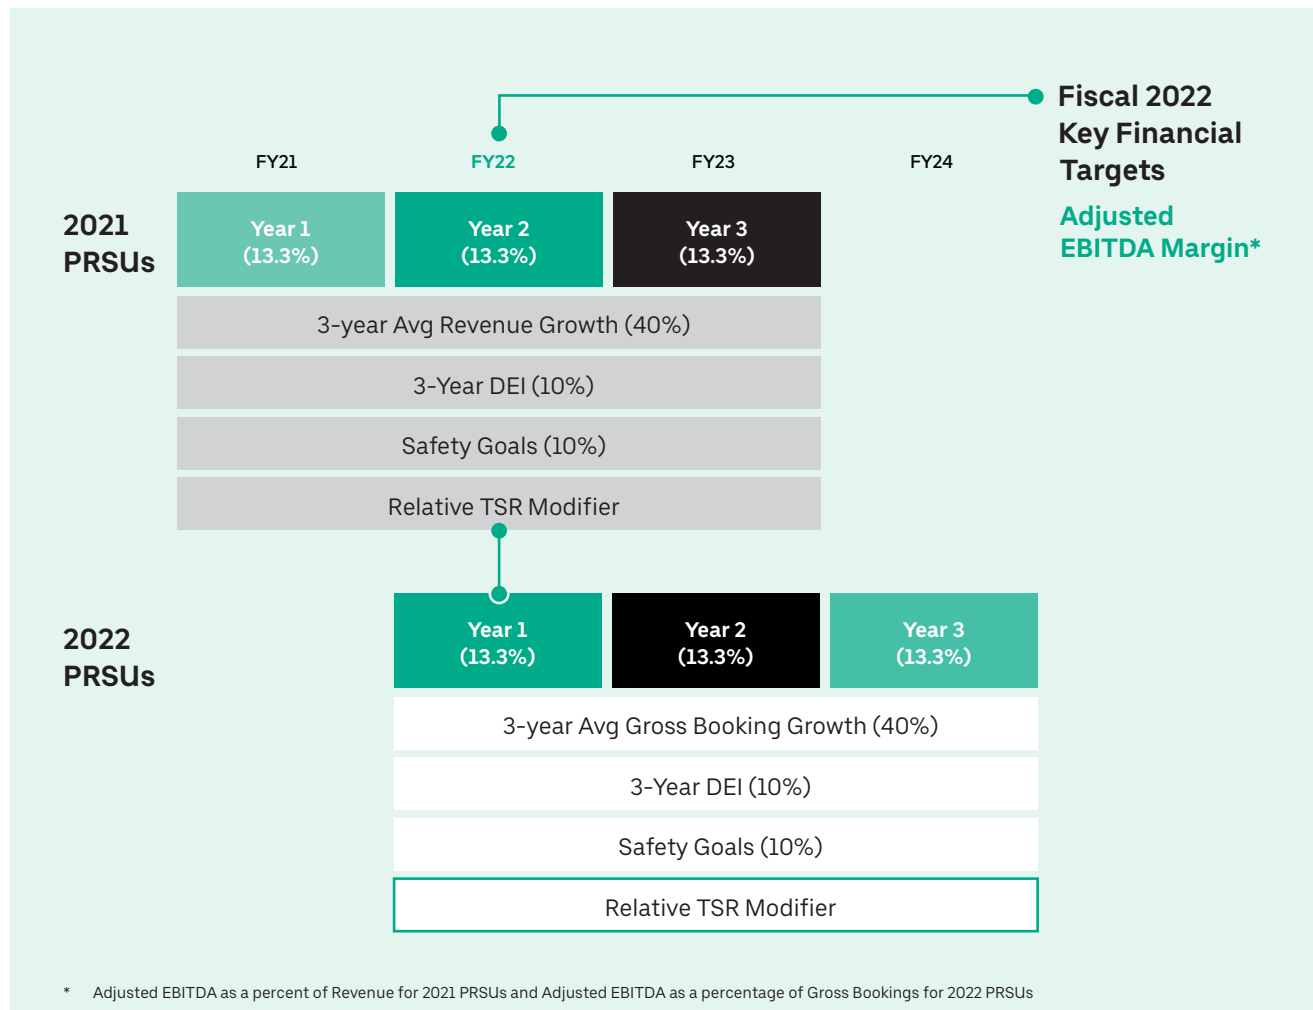 Fiscal 2022
Key Financial
Targets
Adjusted
EBITDA Margin*
FY21
FY22
FY23
FY24
2021
PRSUs
Year 1
(13.3%)
Year 2
(13.3%)
Year 3
(13.3%)
3-year Avg Revenue Growth (40%)
3-Year DEI (10%)
Safety Goals (10%)
Relative TSR Modifier
2022
PRSUs
Year 1
(13.3%)
Year 2
(13.3%)
Year 3
(13.3%)
3-year Avg Gross Booking Growth (40%)
3-Year DEI (10%)
Safety Goals (10%)
Relative TSR Modifier
* Adjusted EBITDA as a percent of Revenue for 2021 PRSUs and Adjusted EBITDA as a percentage of Gross Bookings for 2022 PRSUs